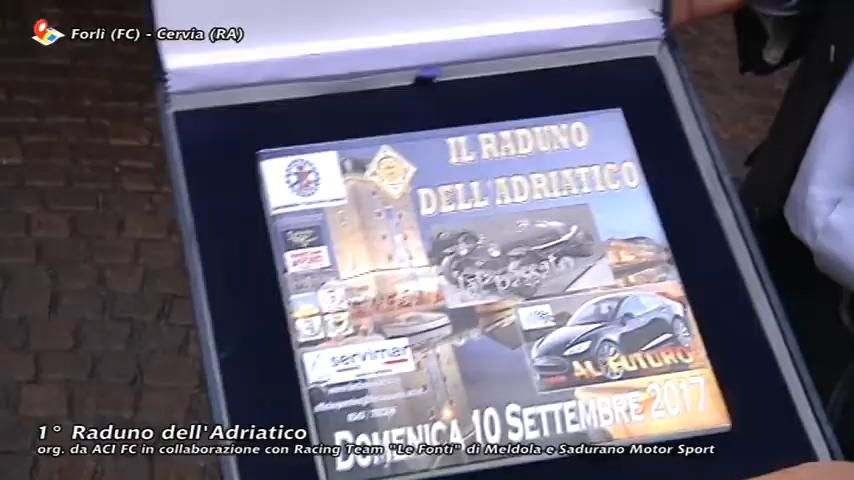 Forlì (FC) - Cervia (RA)
IL RADUNO
DELL'ADRIATICO
dal passato
AL FUTURO
servimar
DOMENICA 10 SETTEMBRE 2017
1° Raduno dell'Adriatico
org. da ACI FC in collaborazione con Racing Team "Le Fonti" di Meldola e Sadurano Motor Sport